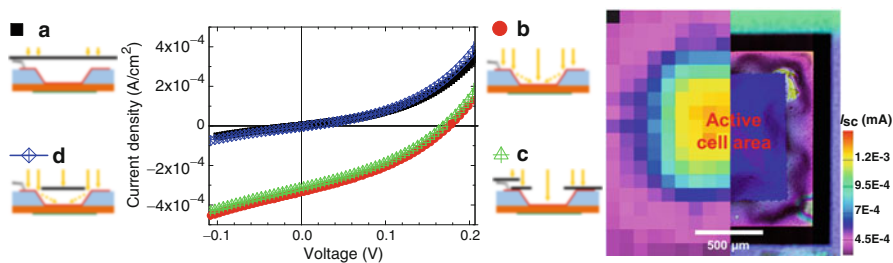 a
d
Current density (A/cm²)
4x10⁻⁴
2x10⁻⁴
0
−2x10⁻⁴
−4x10⁻⁴
−0.1
0.0
0.1
0.2
Voltage (V)
b
c
Active
cell area
500 µm
Isc (mA)
1.2E-3
9.5E-4
7E-4
4.5E-4